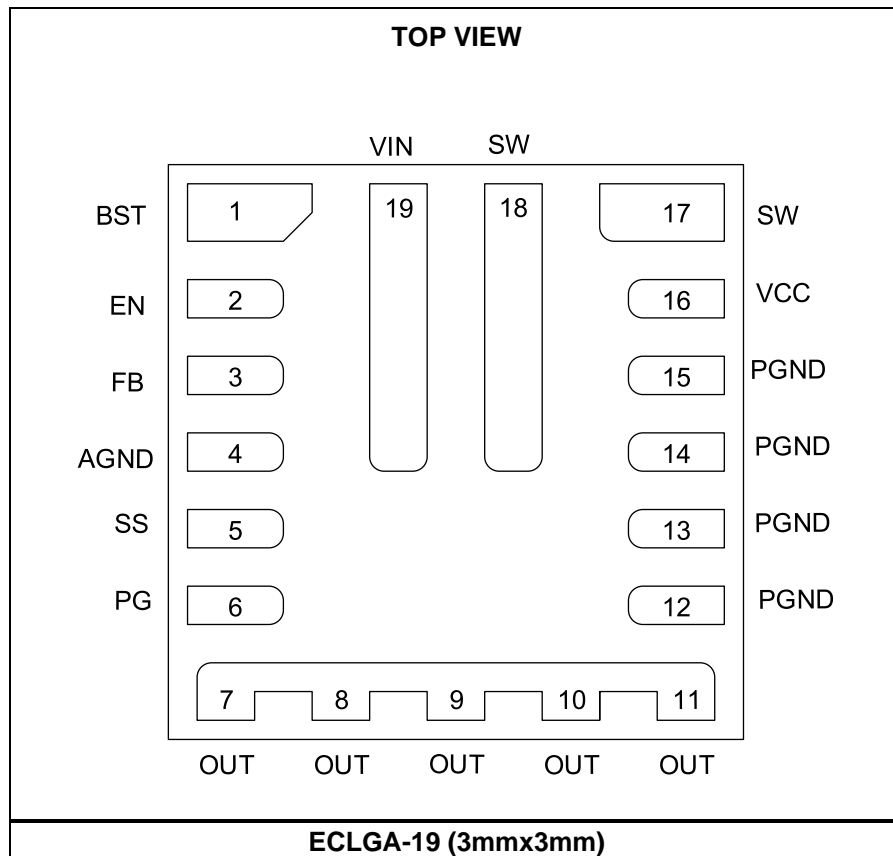 TOP VIEW
VIN SW
BST 1 19 18 17 SW
EN 2 16 VCC
FB 3 15 PGND
AGND 4 14 PGND
SS 5 13 PGND
PG 6 12 PGND
7 8 9 10 11
OUT OUT OUT OUT OUT
ECLGA-19 (3mmx3mm)